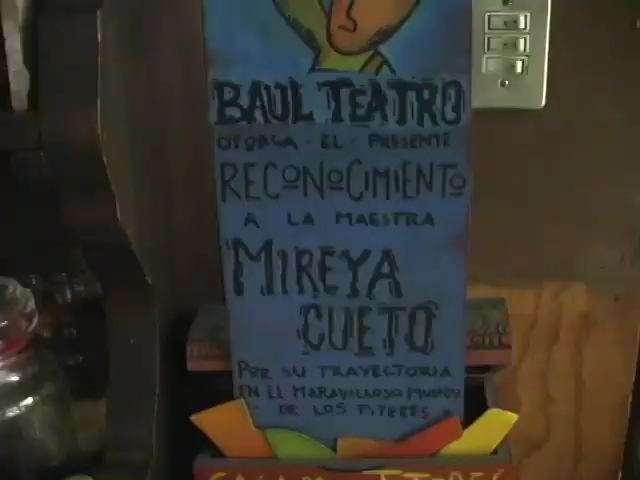 BAUL TEATRO
OTORGA · EL · PRESENTE
RECONOCIMIENTO
A LA MAESTRA
MIREYA
CUETO
POR SU TRAYECTORIA
EN EL MARAVILLOSO MUNDO
DE LOS TITERES
TITERES